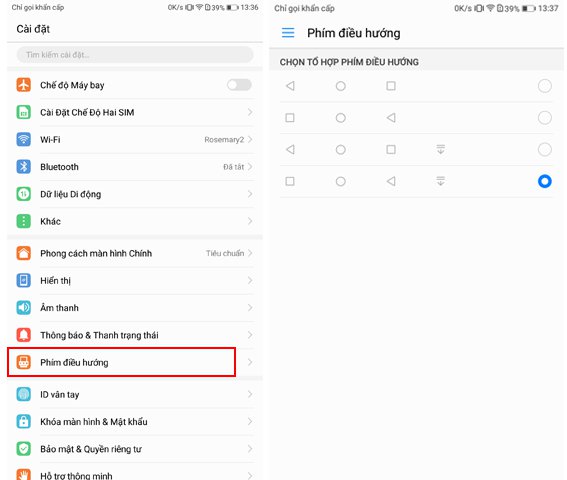 Chỉ gọi khẩn cấp 0K/s 39% 13:36
Cài đặt
Tìm kiếm cài đặt..
Chế độ Máy bay
Cài Đặt Chế Độ Hai SIM
Wi-Fi Rosemary2
Bluetooth Đã tắt
Dữ liệu Di động
Khác
Phong cách màn hình Chính Tiêu chuẩn
Hiển thị
Âm thanh
Thông báo & Thanh trạng thái
Phím điều hướng
ID vân tay
Khóa màn hình & Mật khẩu
Bảo mật & Quyền riêng tư
Hỗ trợ thông minh
Chỉ gọi khẩn cấp 0K/s 39% 13:37
Phím điều hướng
CHỌN TỔ HỢP PHÍM ĐIỀU HƯỚNG